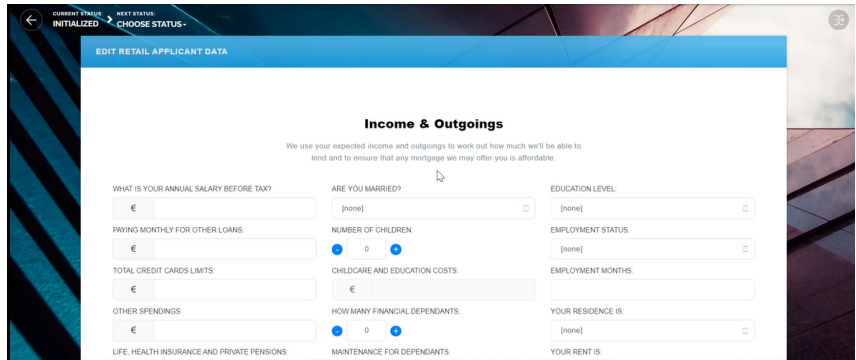 CURRENT STATUS:
INITIALIZED
NEXT STATUS:
CHOOSE STATUS
EDIT RETAIL APPLICANT DATA
Income & Outgoings
We use your expected income and outgoings to work out how much we'll be able to
lend and to ensure that any mortgage we may offer you is affordable.
WHAT IS YOUR ANNUAL SALARY BEFORE TAX?
€
ARE YOU MARRIED?
[none]
EDUCATION LEVEL:
[none]
PAYING MONTHLY FOR OTHER LOANS:
€
NUMBER OF CHILDREN:
- 0 +
EMPLOYMENT STATUS:
[none]
TOTAL CREDIT CARDS LIMITS:
€
CHILDCARE AND EDUCATION COSTS:
€
EMPLOYMENT MONTHS:
OTHER SPENDINGS:
€
HOW MANY FINANCIAL DEPENDANTS:
- 0 +
YOUR RESIDENCE IS:
[none]
LIFE, HEALTH INSURANCE AND PRIVATE PENSIONS:
MAINTENANCE FOR DEPENDANTS:
YOUR RENT IS: